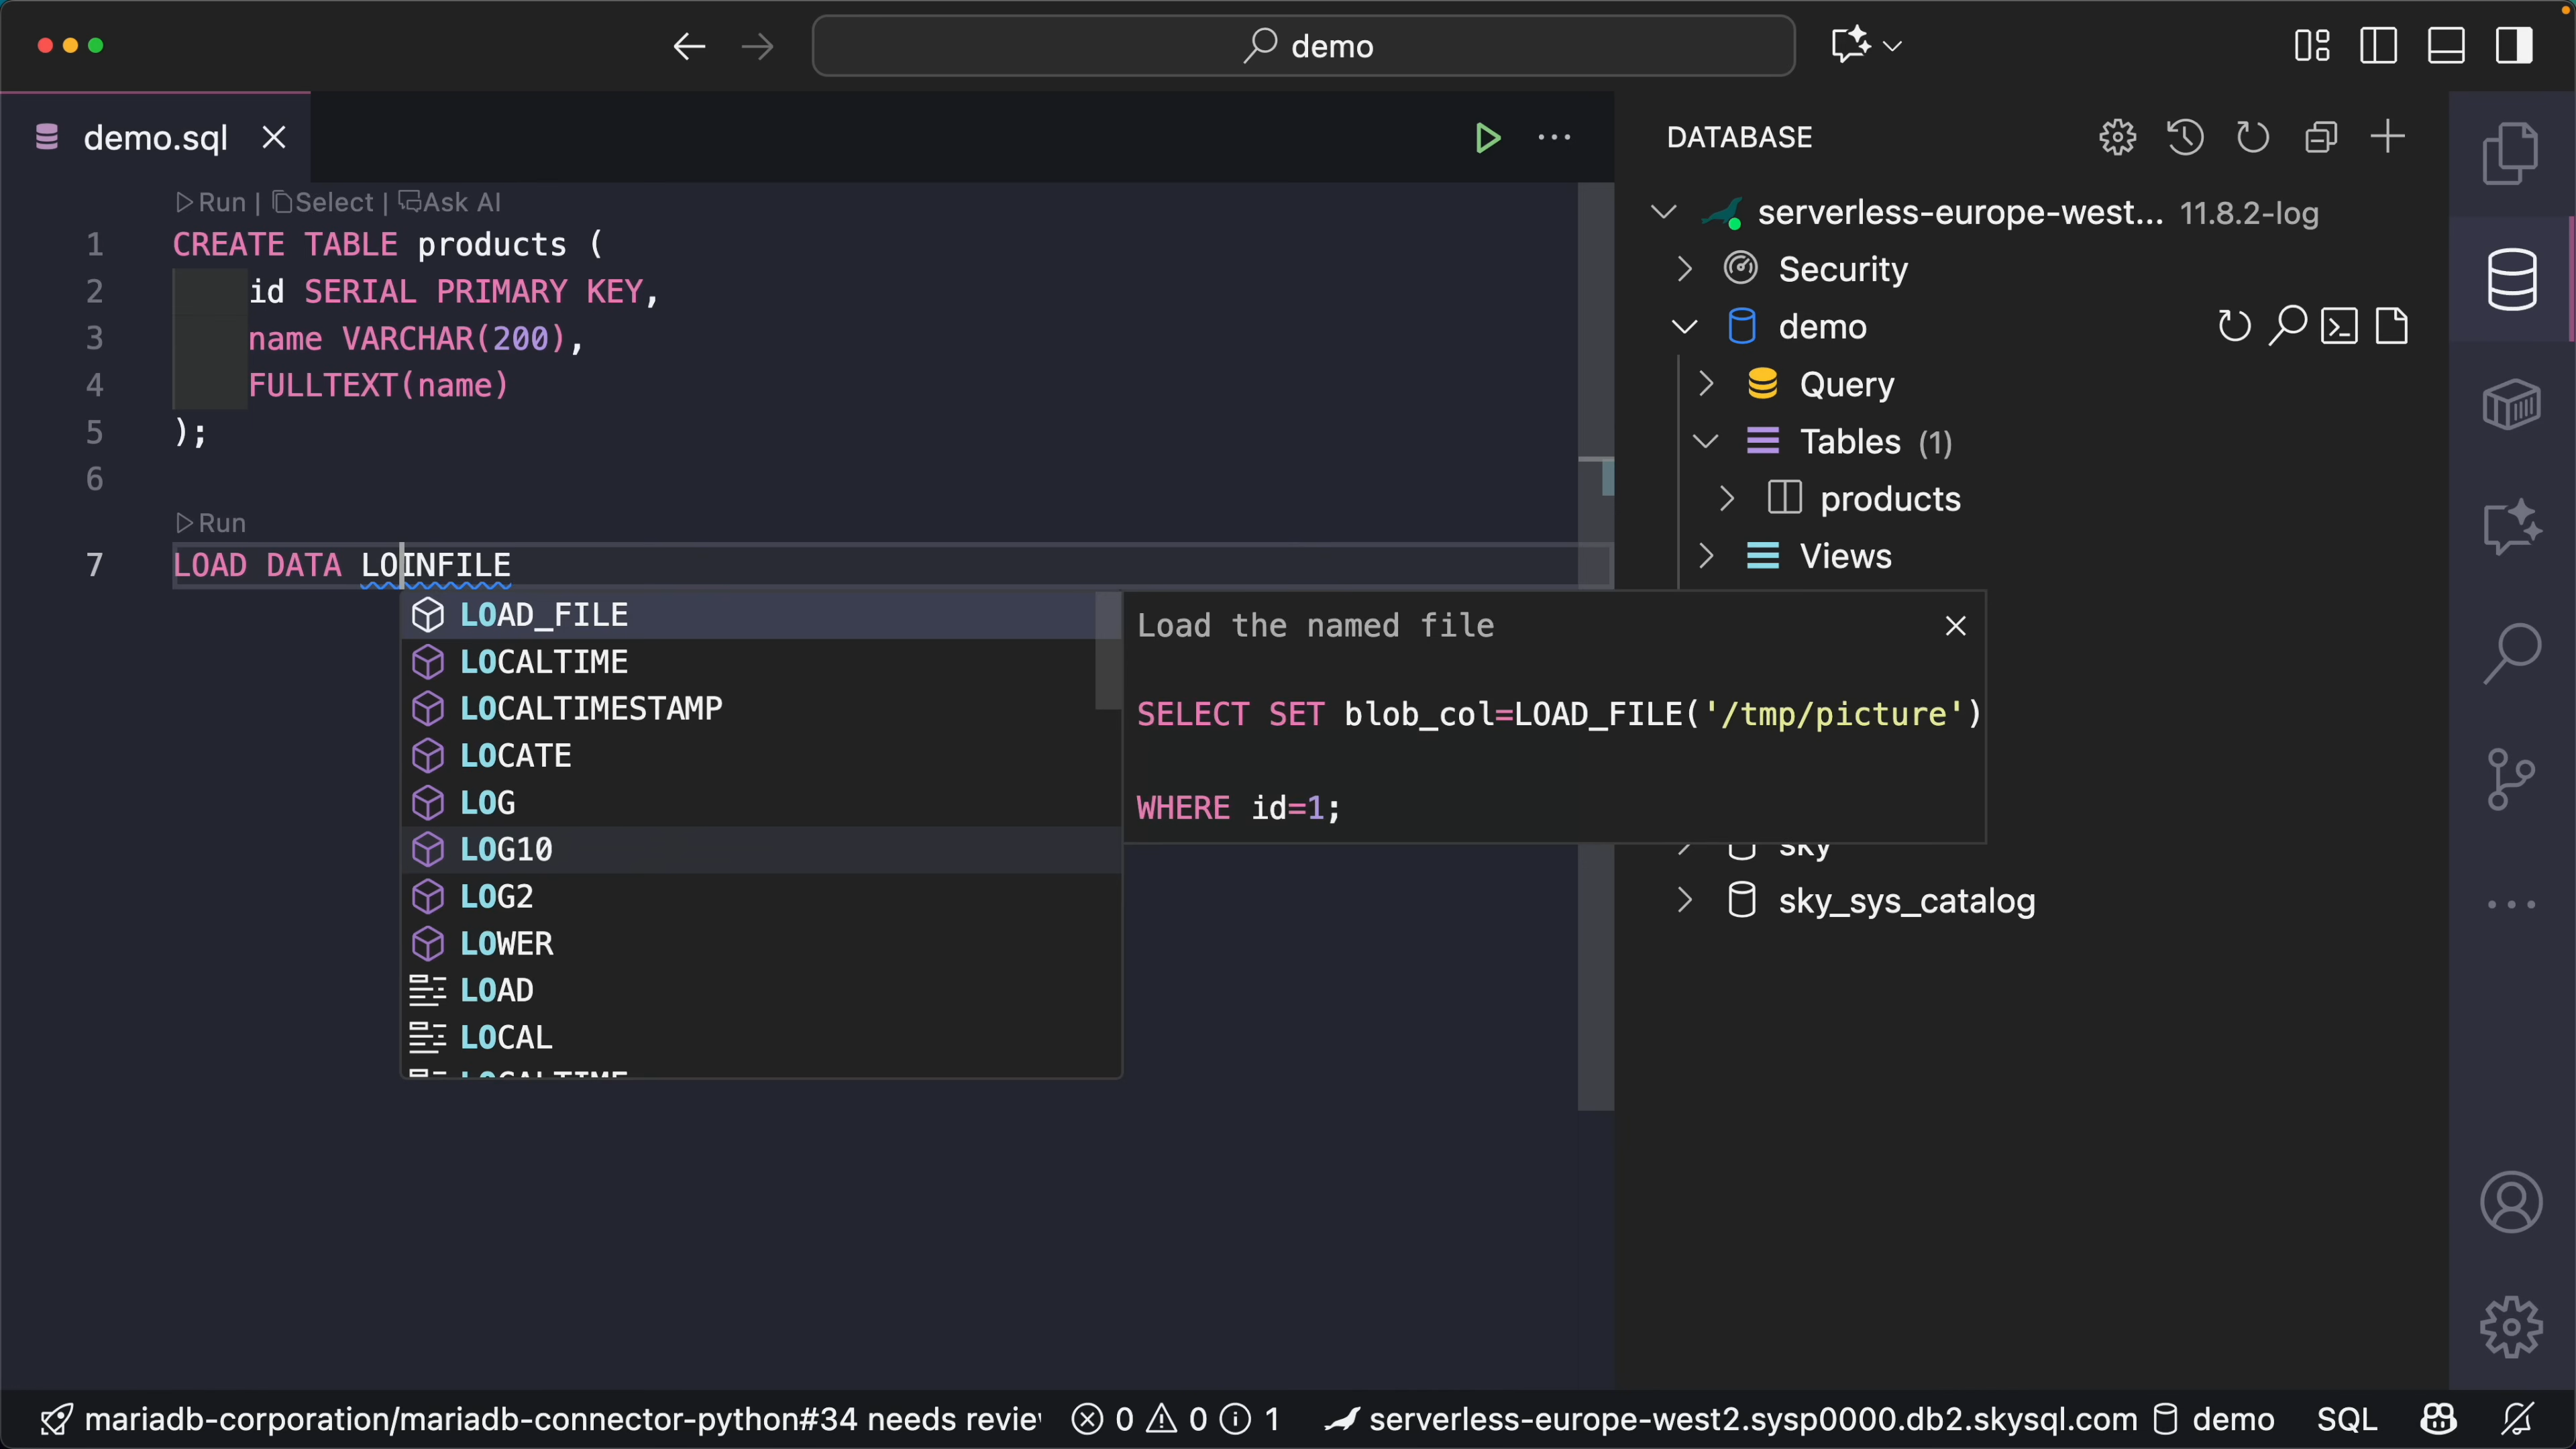 demo
demo.sql
Run | Select | Ask AI
1 CREATE TABLE products (
2 id SERIAL PRIMARY KEY,
3 name VARCHAR(200),
4 FULLTEXT(name)
5 );
6
Run
7 LOAD DATA LOINFILE
LOAD_FILE
LOCALTIME
LOCALTIMESTAMP
LOCATE
LOG
LOG10
LOG2
LOWER
LOAD
LOCAL
LOCALTIME
Load the named file
SELECT SET blob_col=LOAD_FILE('/tmp/picture')
WHERE id=1;
DATABASE
serverless-europe-west... 11.8.2-log
Security
demo
Query
Tables (1)
products
Views
sky
sky_sys_catalog
mariadb-corporation/mariadb-connector-python#34 needs review 0 0 1 serverless-europe-west2.sysp0000.db2.skysql.com demo SQL